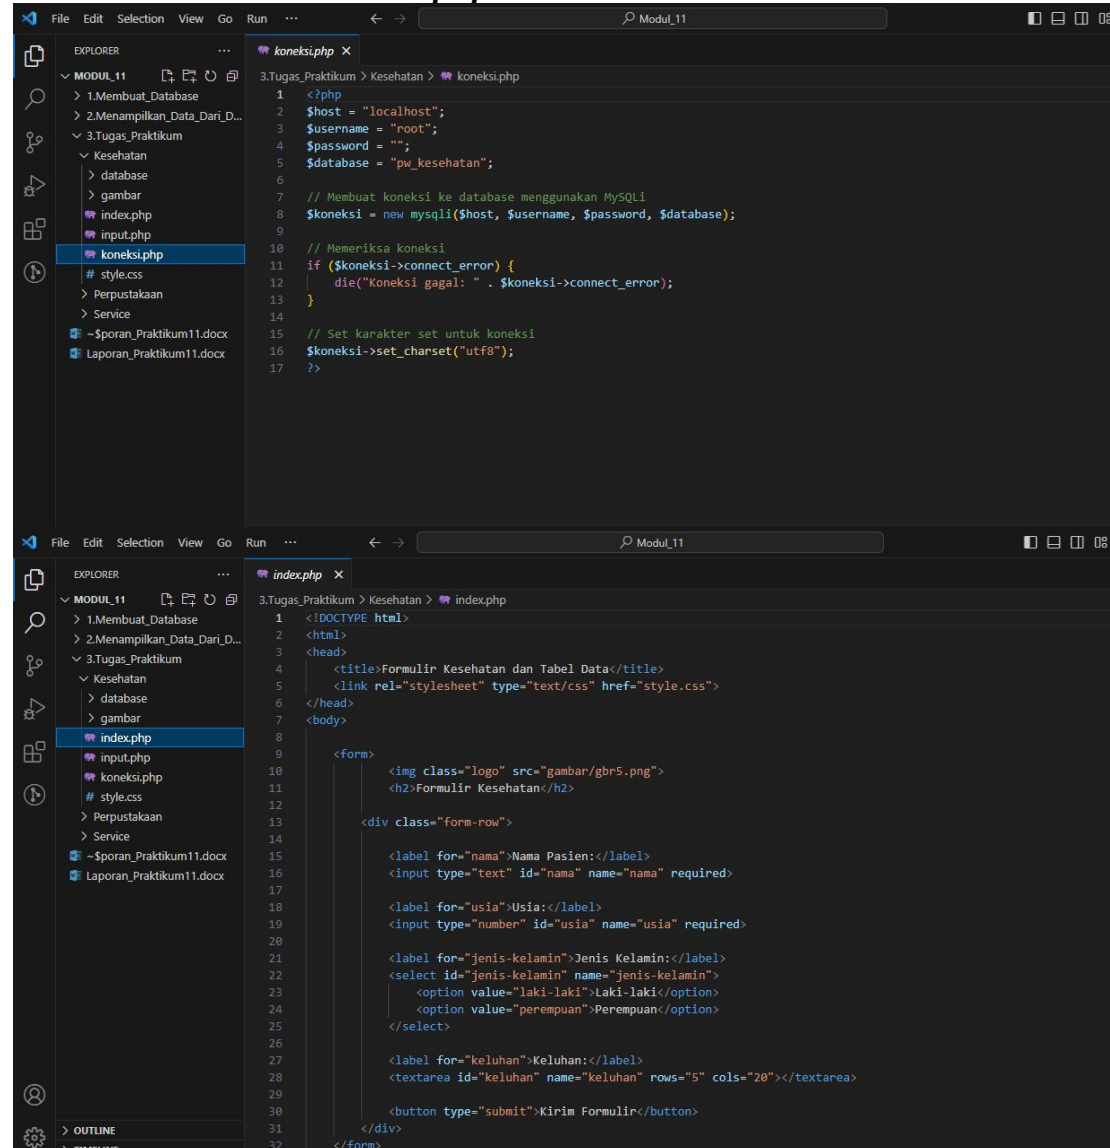 File Edit Selection View Go Run ··· ← → Modul_11
EXPLORER ···
MODUL_11
> 1.Membuat_Database
> 2.Menampilkan_Data_Dari_D...
3.Tugas_Praktikum
Kesehatan
> database
> gambar
index.php
input.php
koneksi.php
# style.css
> Perpustakaan
> Service
~$poran_Praktikum11.docx
Laporan_Praktikum11.docx
koneksi.php ×
3.Tugas_Praktikum > Kesehatan > koneksi.php
1 <?php
2 $host = "localhost";
3 $username = "root";
4 $password = "";
5 $database = "pw_kesehatan";
6
7 // Membuat koneksi ke database menggunakan MySQLi
8 $koneksi = new mysqli($host, $username, $password, $database);
9
10 // Memeriksa koneksi
11 if ($koneksi->connect_error) {
12 die("Koneksi gagal: " . $koneksi->connect_error);
13 }
14
15 // Set karakter set untuk koneksi
16 $koneksi->set_charset("utf8");
17 ?>
File Edit Selection View Go Run ··· ← → Modul_11
EXPLORER ···
MODUL_11
> 1.Membuat_Database
> 2.Menampilkan_Data_Dari_D...
3.Tugas_Praktikum
Kesehatan
> database
> gambar
index.php
input.php
koneksi.php
# style.css
> Perpustakaan
> Service
~$poran_Praktikum11.docx
Laporan_Praktikum11.docx
> OUTLINE
index.php ×
3.Tugas_Praktikum > Kesehatan > index.php
1 <!DOCTYPE html>
2 <html>
3 <head>
4 <title>Formulir Kesehatan dan Tabel Data</title>
5 <link rel="stylesheet" type="text/css" href="style.css">
6 </head>
7 <body>
8
9 <form>
10 <img class="logo" src="gambar/gbr5.png">
11 <h2>Formulir Kesehatan</h2>
12
13 <div class="form-row">
14
15 <label for="nama">Nama Pasien:</label>
16 <input type="text" id="nama" name="nama" required>
17
18 <label for="usia">Usia:</label>
19 <input type="number" id="usia" name="usia" required>
20
21 <label for="jenis-kelamin">Jenis Kelamin:</label>
22 <select id="jenis-kelamin" name="jenis-kelamin">
23 <option value="laki-laki">Laki-laki</option>
24 <option value="perempuan">Perempuan</option>
25 </select>
26
27 <label for="keluhan">Keluhan:</label>
28 <textarea id="keluhan" name="keluhan" rows="5" cols="20"></textarea>
29
30 <button type="submit">Kirim Formulir</button>
31 </div>
32 </form>